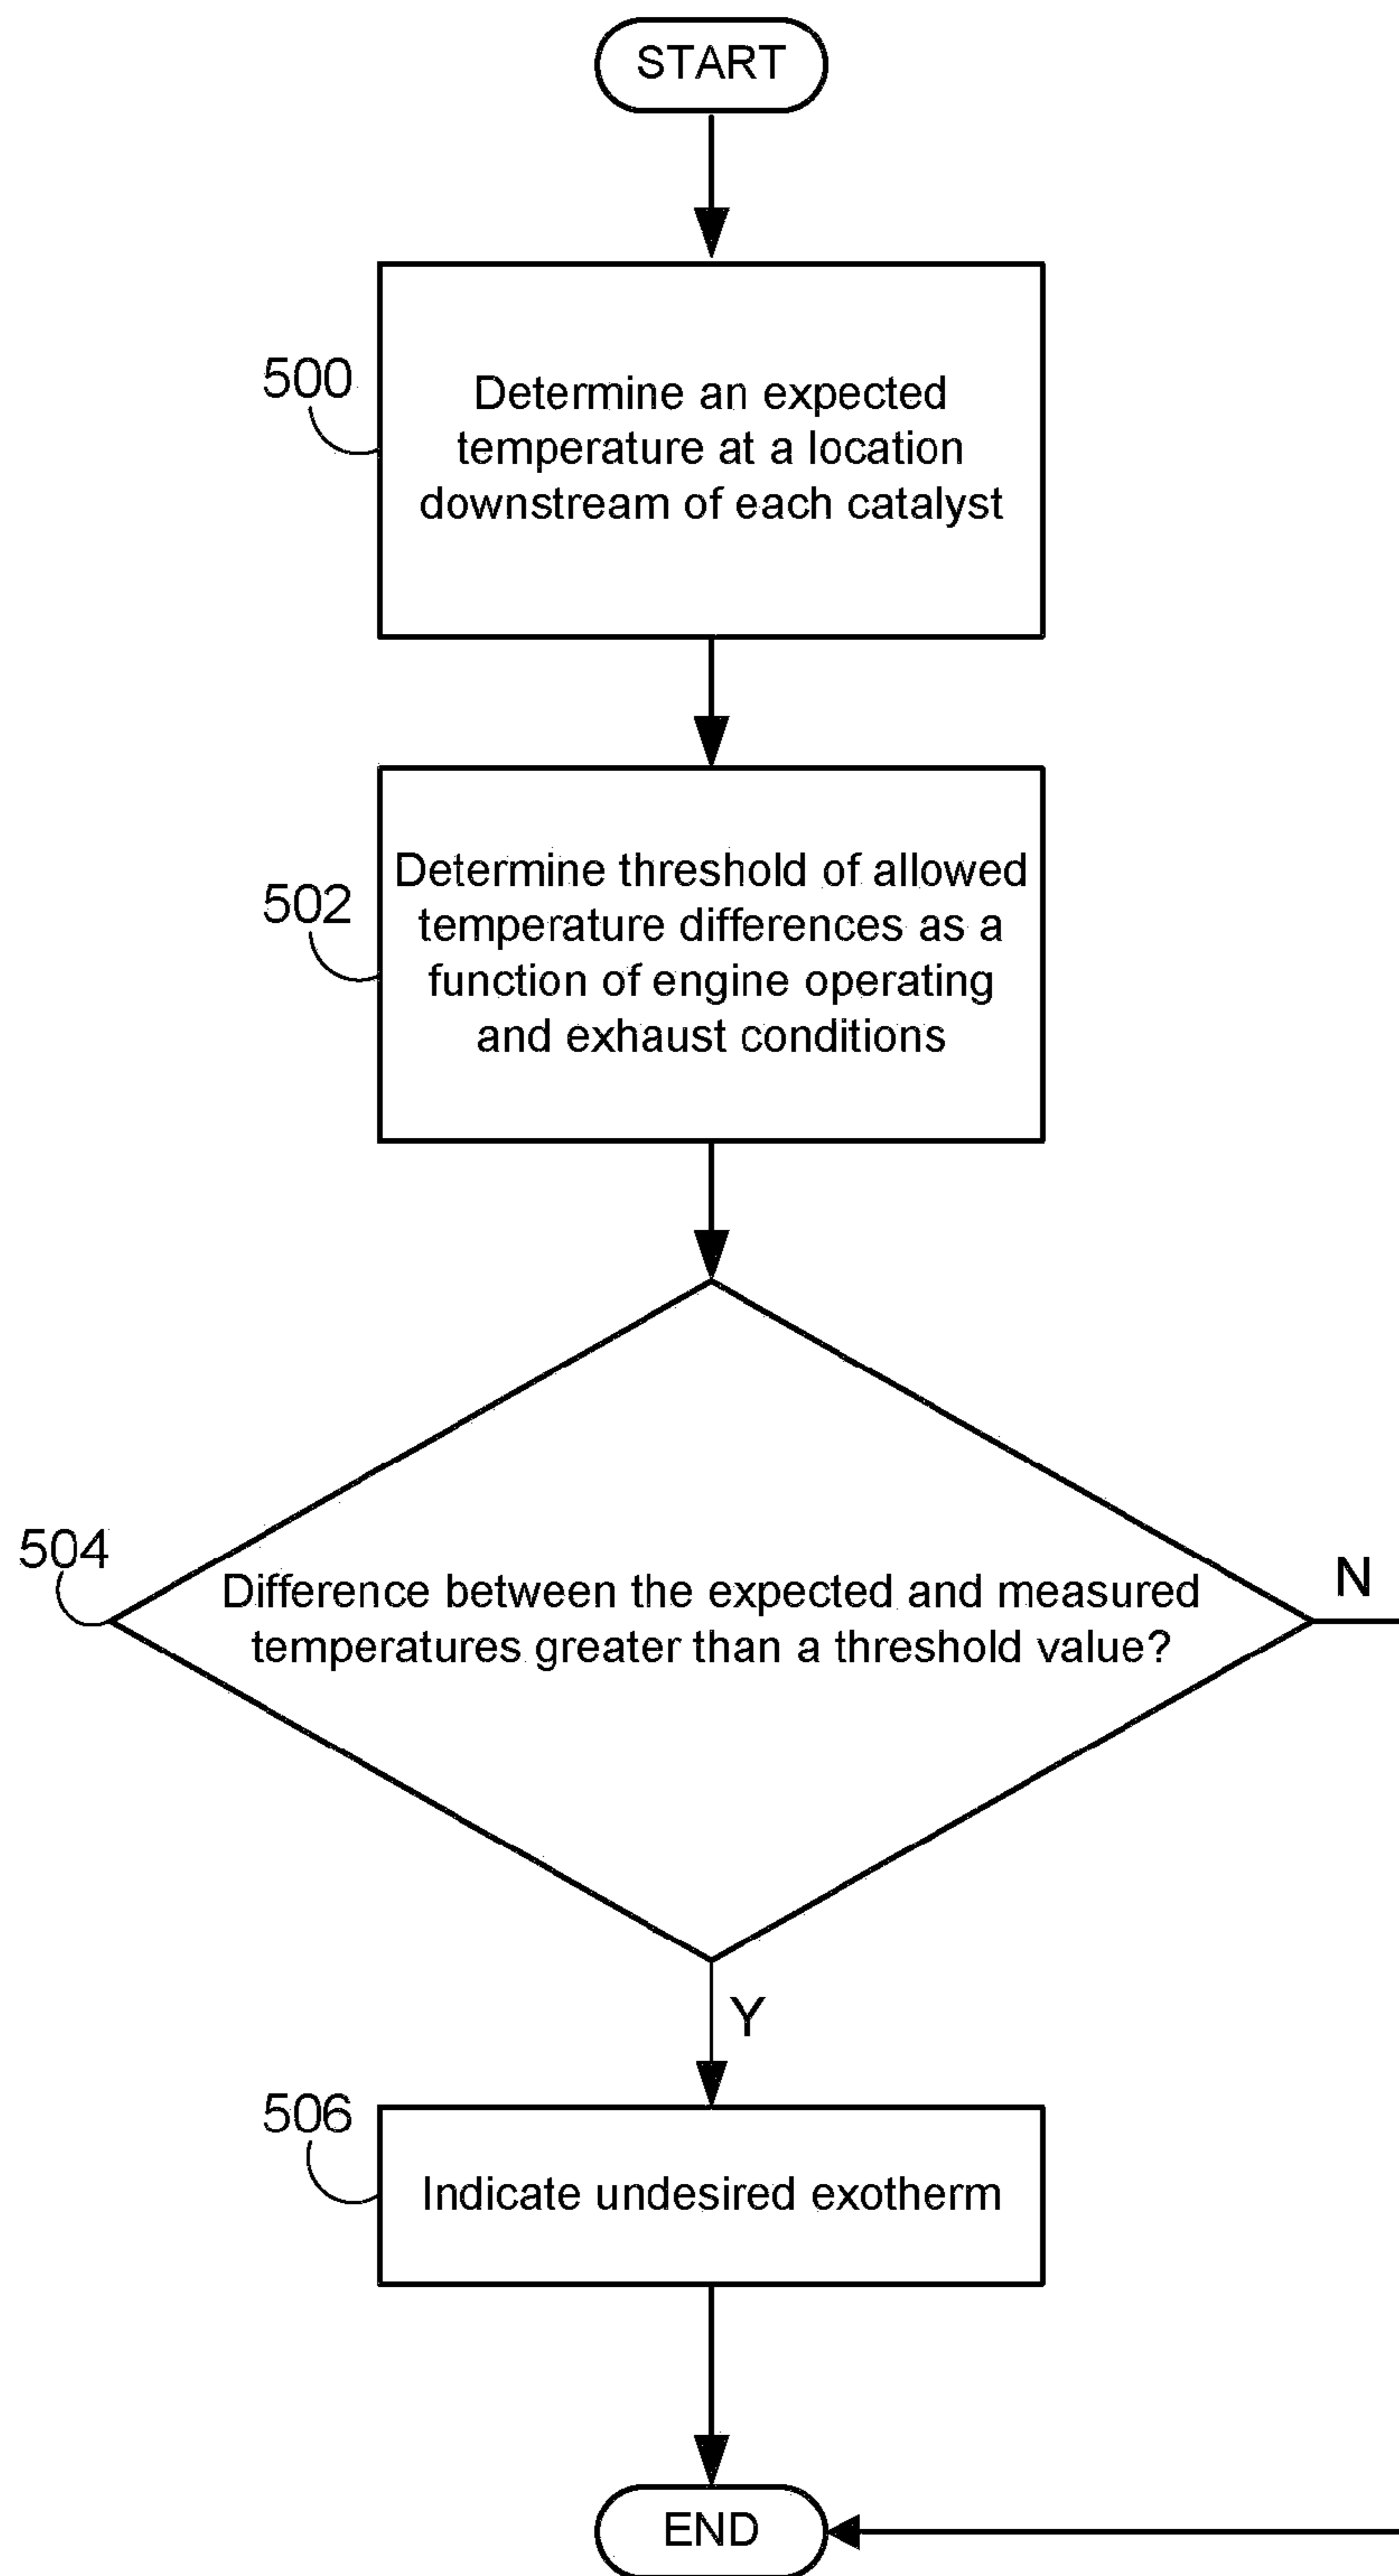 START
500
Determine an expected
temperature at a location
downstream of each catalyst
502
Determine threshold of allowed
temperature differences as a
function of engine operating
and exhaust conditions
504
Difference between the expected and measured
temperatures greater than a threshold value?
N
Y
506
Indicate undesired exotherm
END